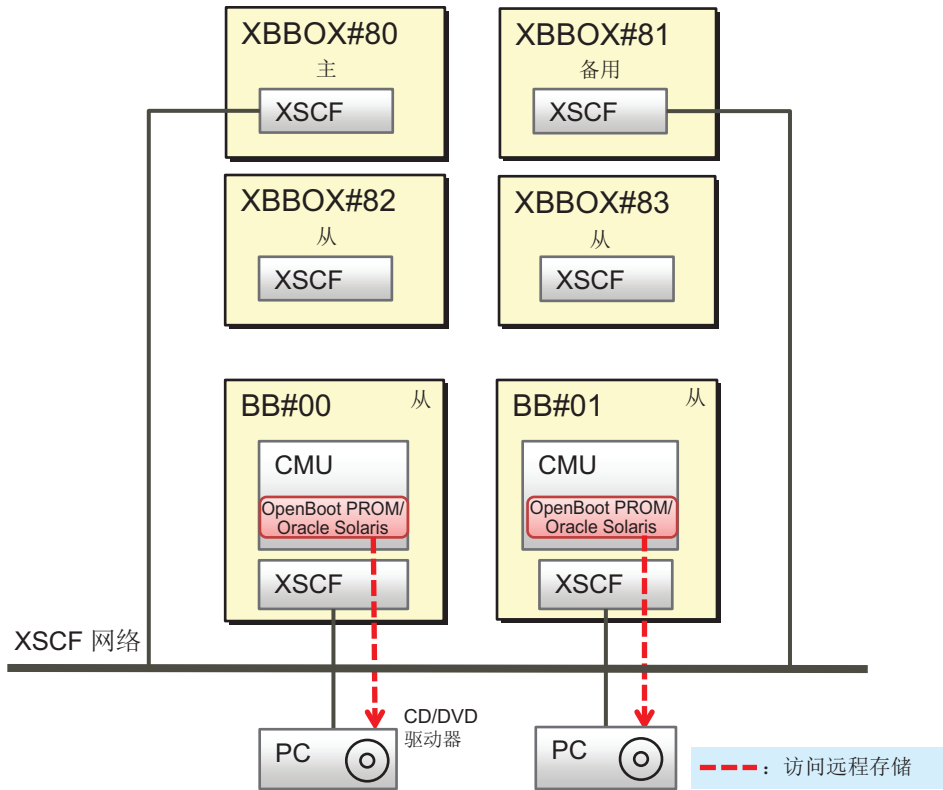 XBBOX#80
主
XSCF
XBBOX#81
备用
XSCF
XBBOX#82
从
XSCF
XBBOX#83
从
XSCF
BB#00
从
CMU
OpenBoot PROM/
Oracle Solaris
XSCF
BB#01
从
CMU
OpenBoot PROM/
Oracle Solaris
XSCF
XSCF 网络
PC
CD/DVD
驱动器
PC
：访问远程存储